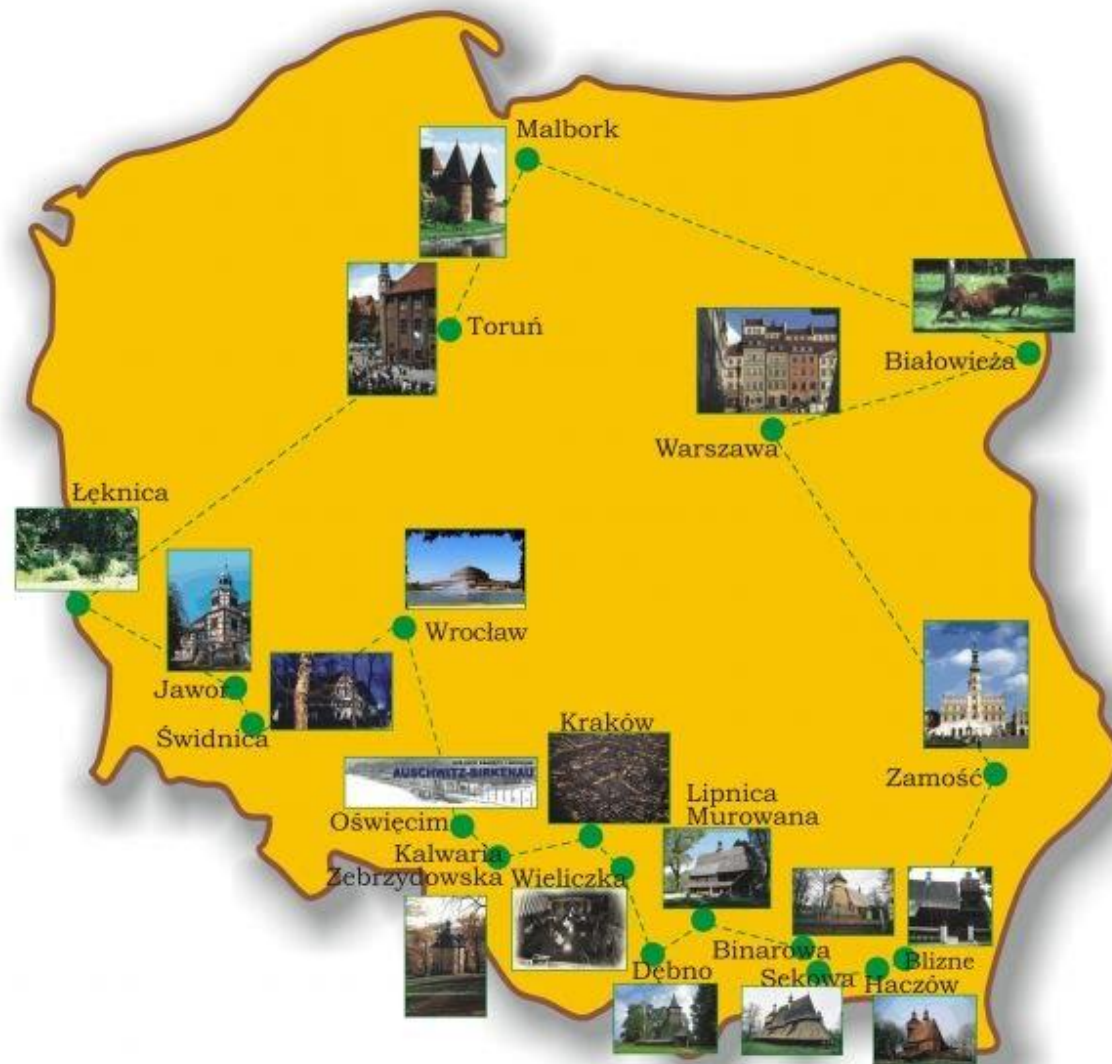 Malbork
Toruń
Białowieża
Warszawa
Łęknica
Wrocław
Jawor
Świdnica
Kraków
AUSCHWITZ-BIRKENAU
Lipnica
Murowana
Zamość
Oświęcim
Kalwaria
Zebrzydowska
Wieliczka
Binarowa
Blizne
Dębno
Sękowa
Haczów